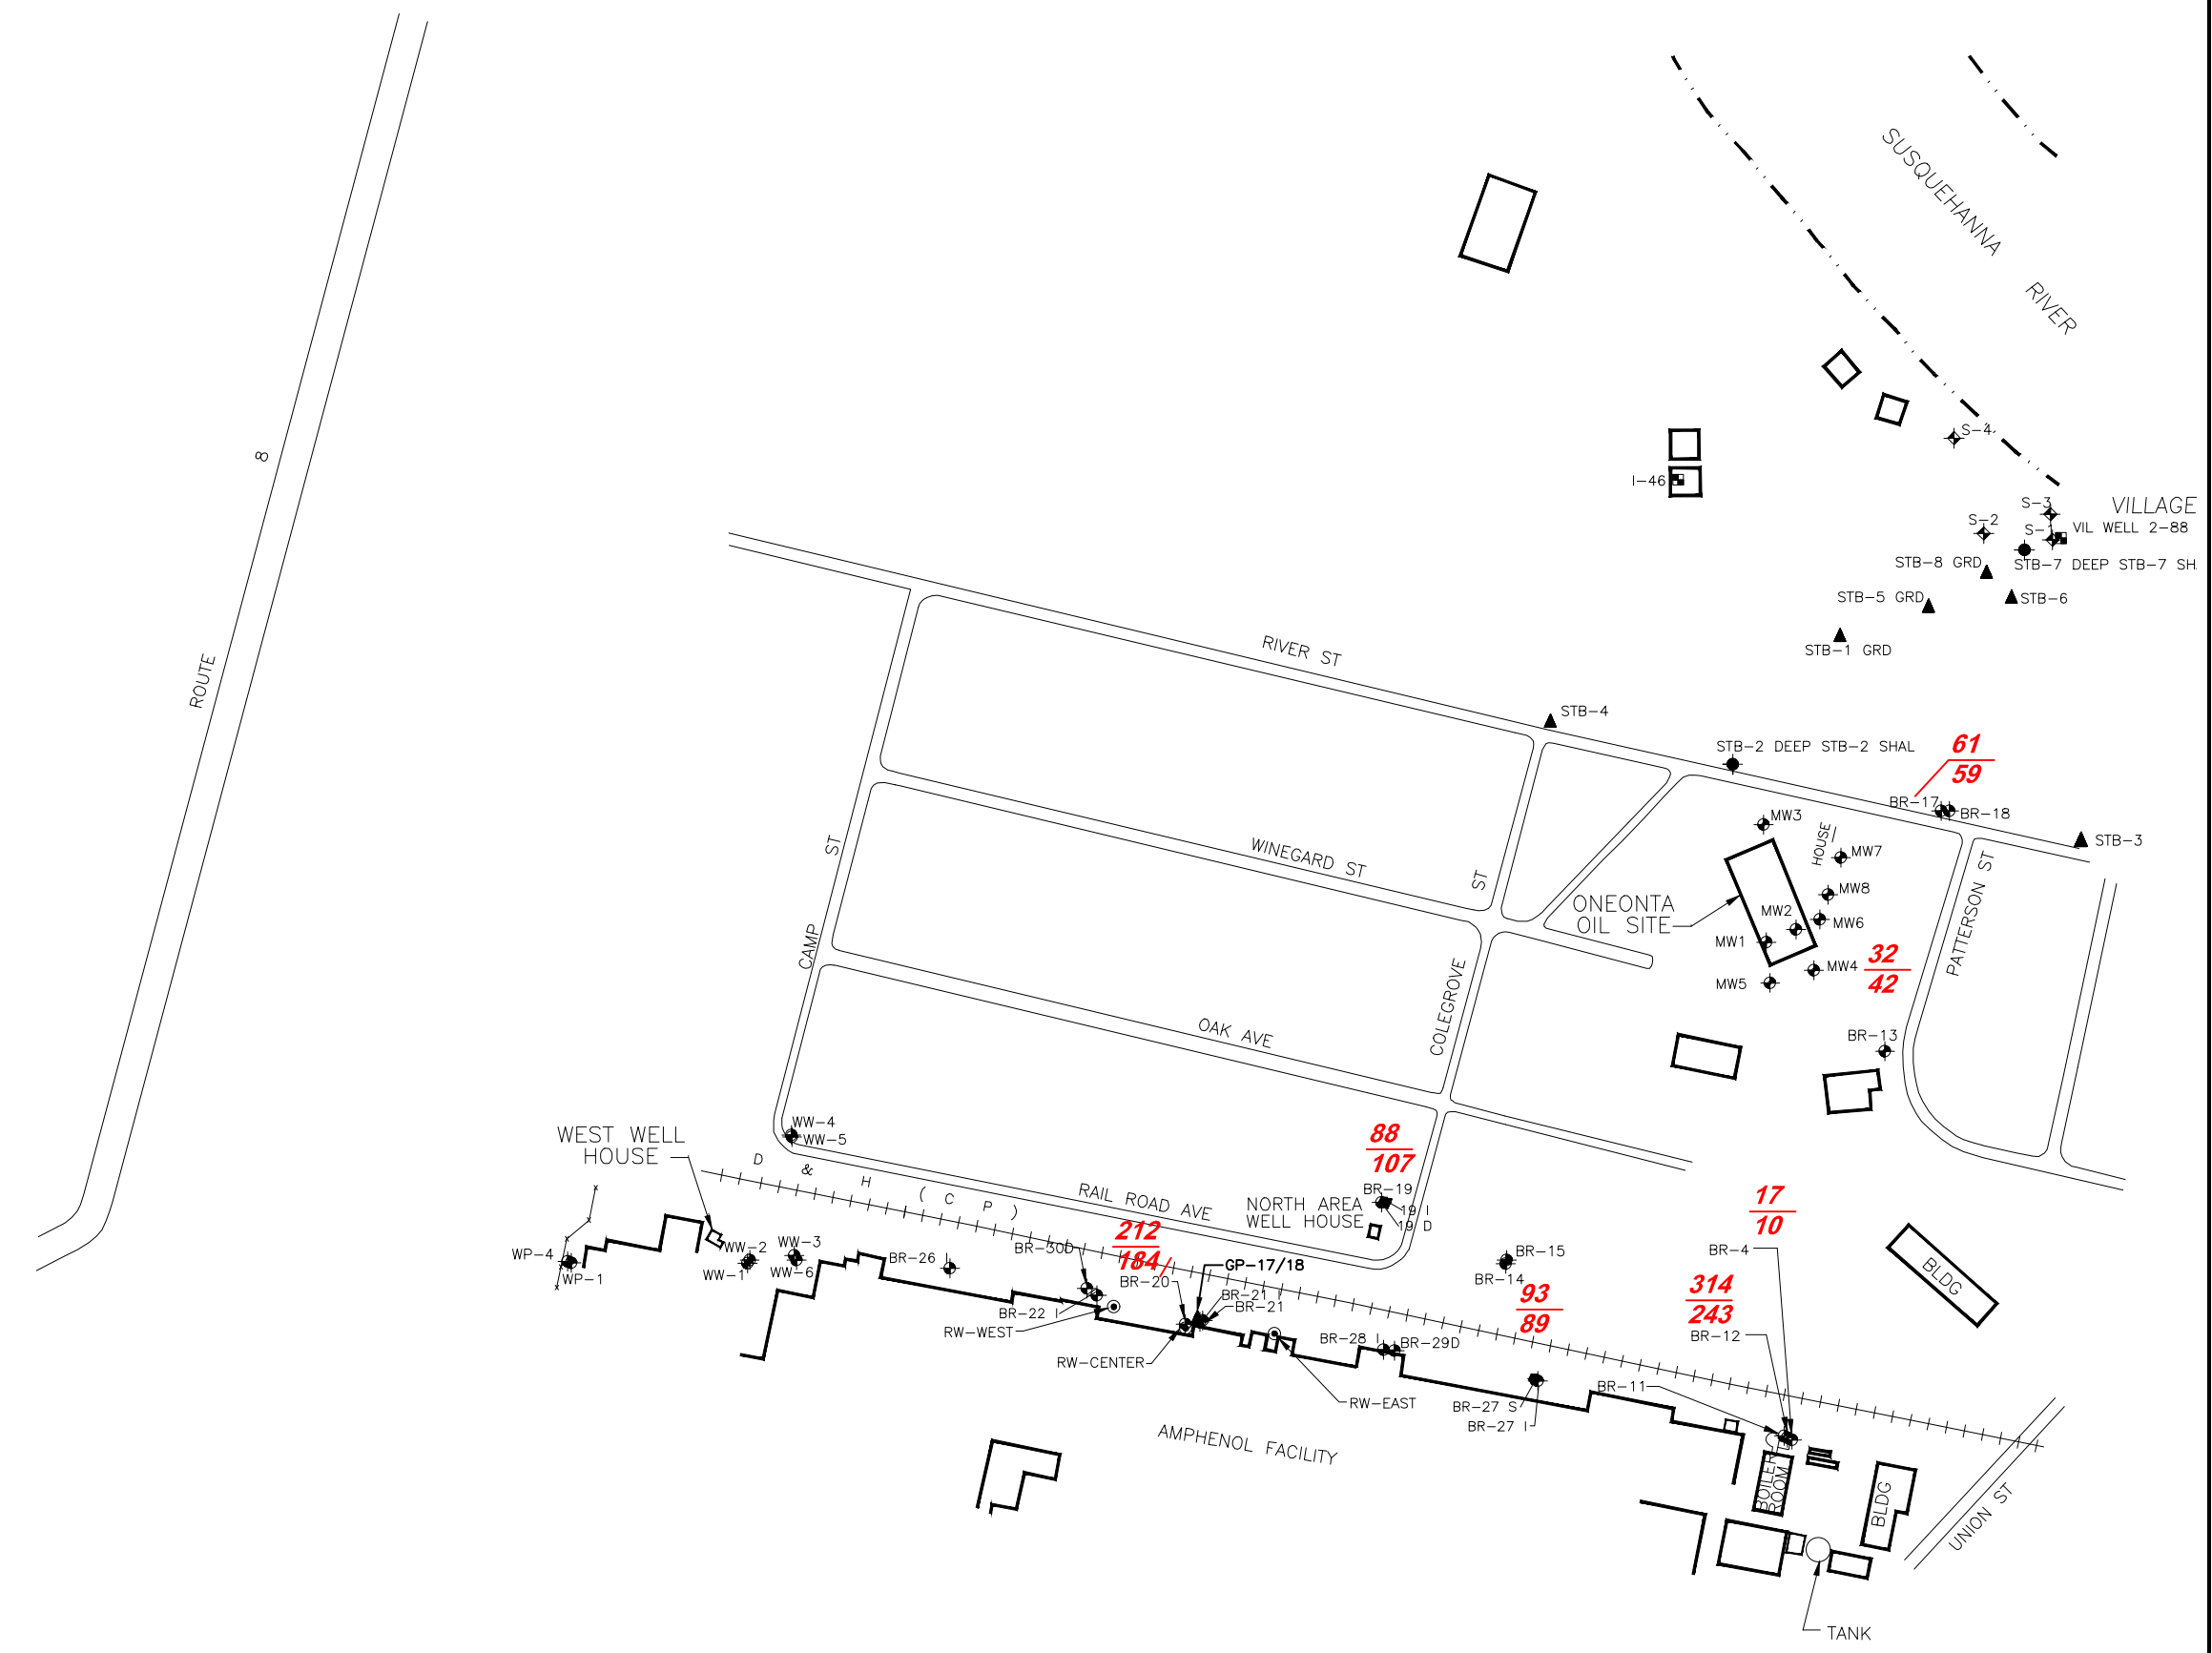 SUSQUEHANNA
RIVER
S-4
8
I-46
S-3
VILLAGE
S-2
S-1
VIL WELL 2-88
STB-8 GRD
STB-7 DEEP STB-7 SH
STB-5 GRD
STB-6
STB-1 GRD
RIVER ST
ROUTE
STB-4
STB-2 DEEP STB-2 SHAL
61
59
BR-17
BR-18
MW3
HOUSE
STB-3
MW7
WINEGARD ST
ST
ST
MW8
ONEONTA
OIL SITE
MW2
MW6
MW1
PATTERSON ST
CAMP
32
42
MW4
MW5
COLEGROVE
OAK AVE
BR-13
WW-4
WW-5
WEST WELL
HOUSE
88
107
D & H (CP)
BR-19
19 I
19 D
RAIL ROAD AVE
NORTH AREA
WELL HOUSE
17
10
212
184
WP-4
WP-1
WW-2
WW-1
WW-3
WW-6
BR-26 I
BR-30D
BR-20
GP-17/18
BR-15
BR-14
BR-4
BLDG
BR-21 I
BR-21
BR-22 I
RW-WEST
93
89
314
243
BR-12
BR-28 I
BR-29D
RW-CENTER
BR-11
RW-EAST
BR-27 S
BR-27 I
AMPHENOL FACILITY
BOILER
ROOM
BLDG
UNION ST
TANK